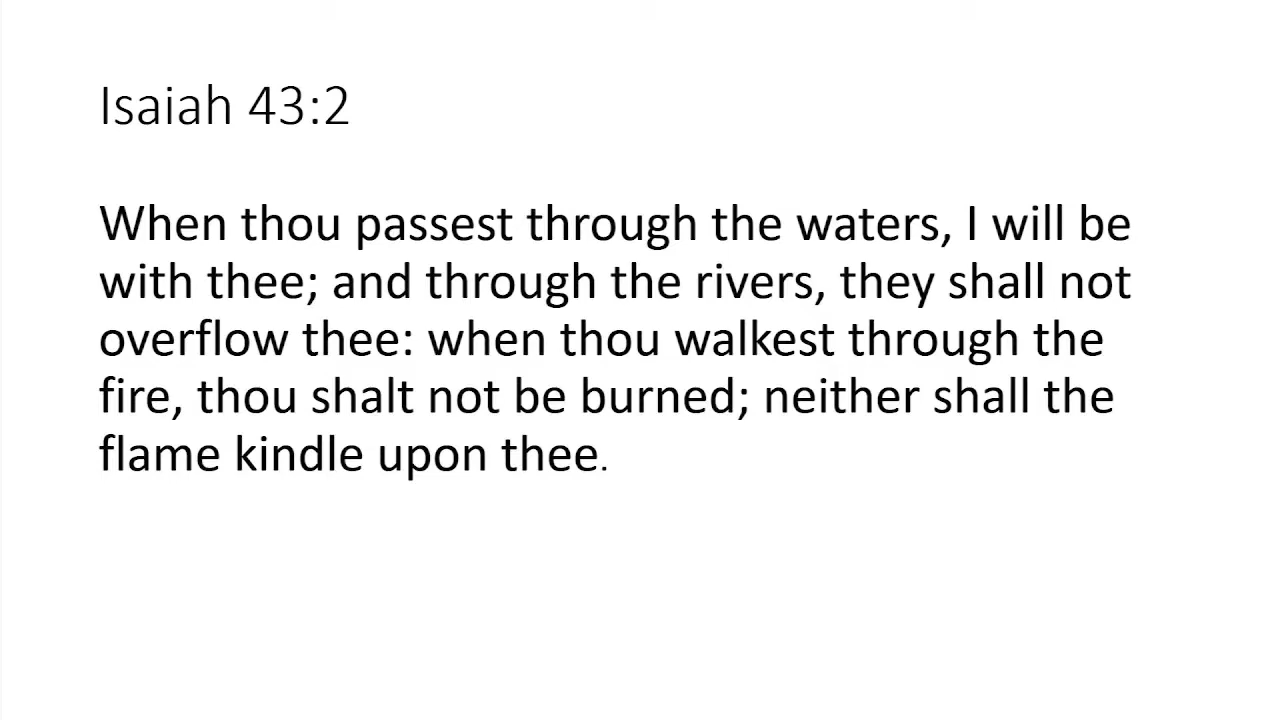 Isaiah 43:2
When thou passest through the waters, I will be
with thee; and through the rivers, they shall not
overflow thee: when thou walkest through the
fire, thou shalt not be burned; neither shall the
flame kindle upon thee.